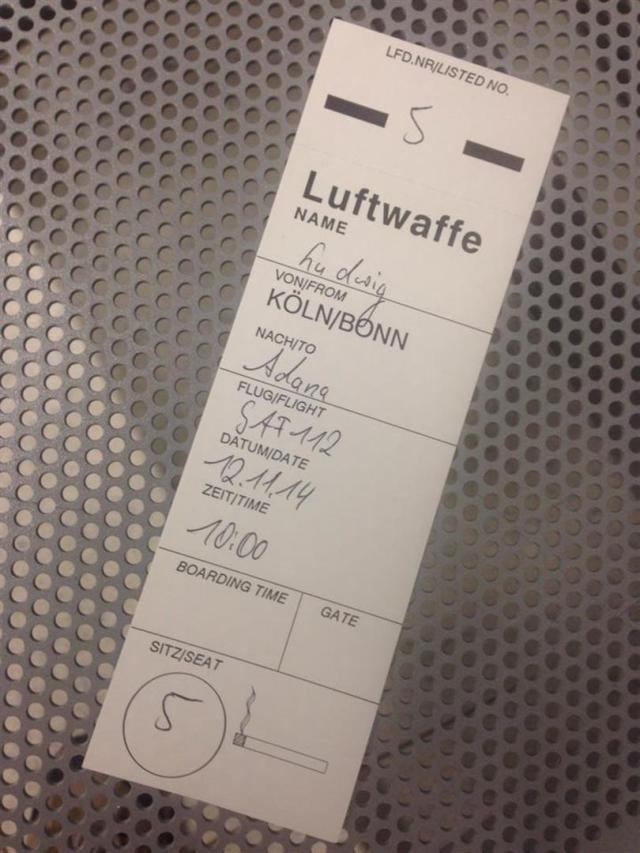 LFD.NR/LISTED NO.
5
Luftwaffe
NAME
Ludwig
VON/FROM
KÖLN/BONN
NACH/TO
Adana
FLUG/FLIGHT
GAF 112
DATUM/DATE
12.11.14
ZEIT/TIME
10:00
BOARDING TIME
GATE
SITZ/SEAT
5